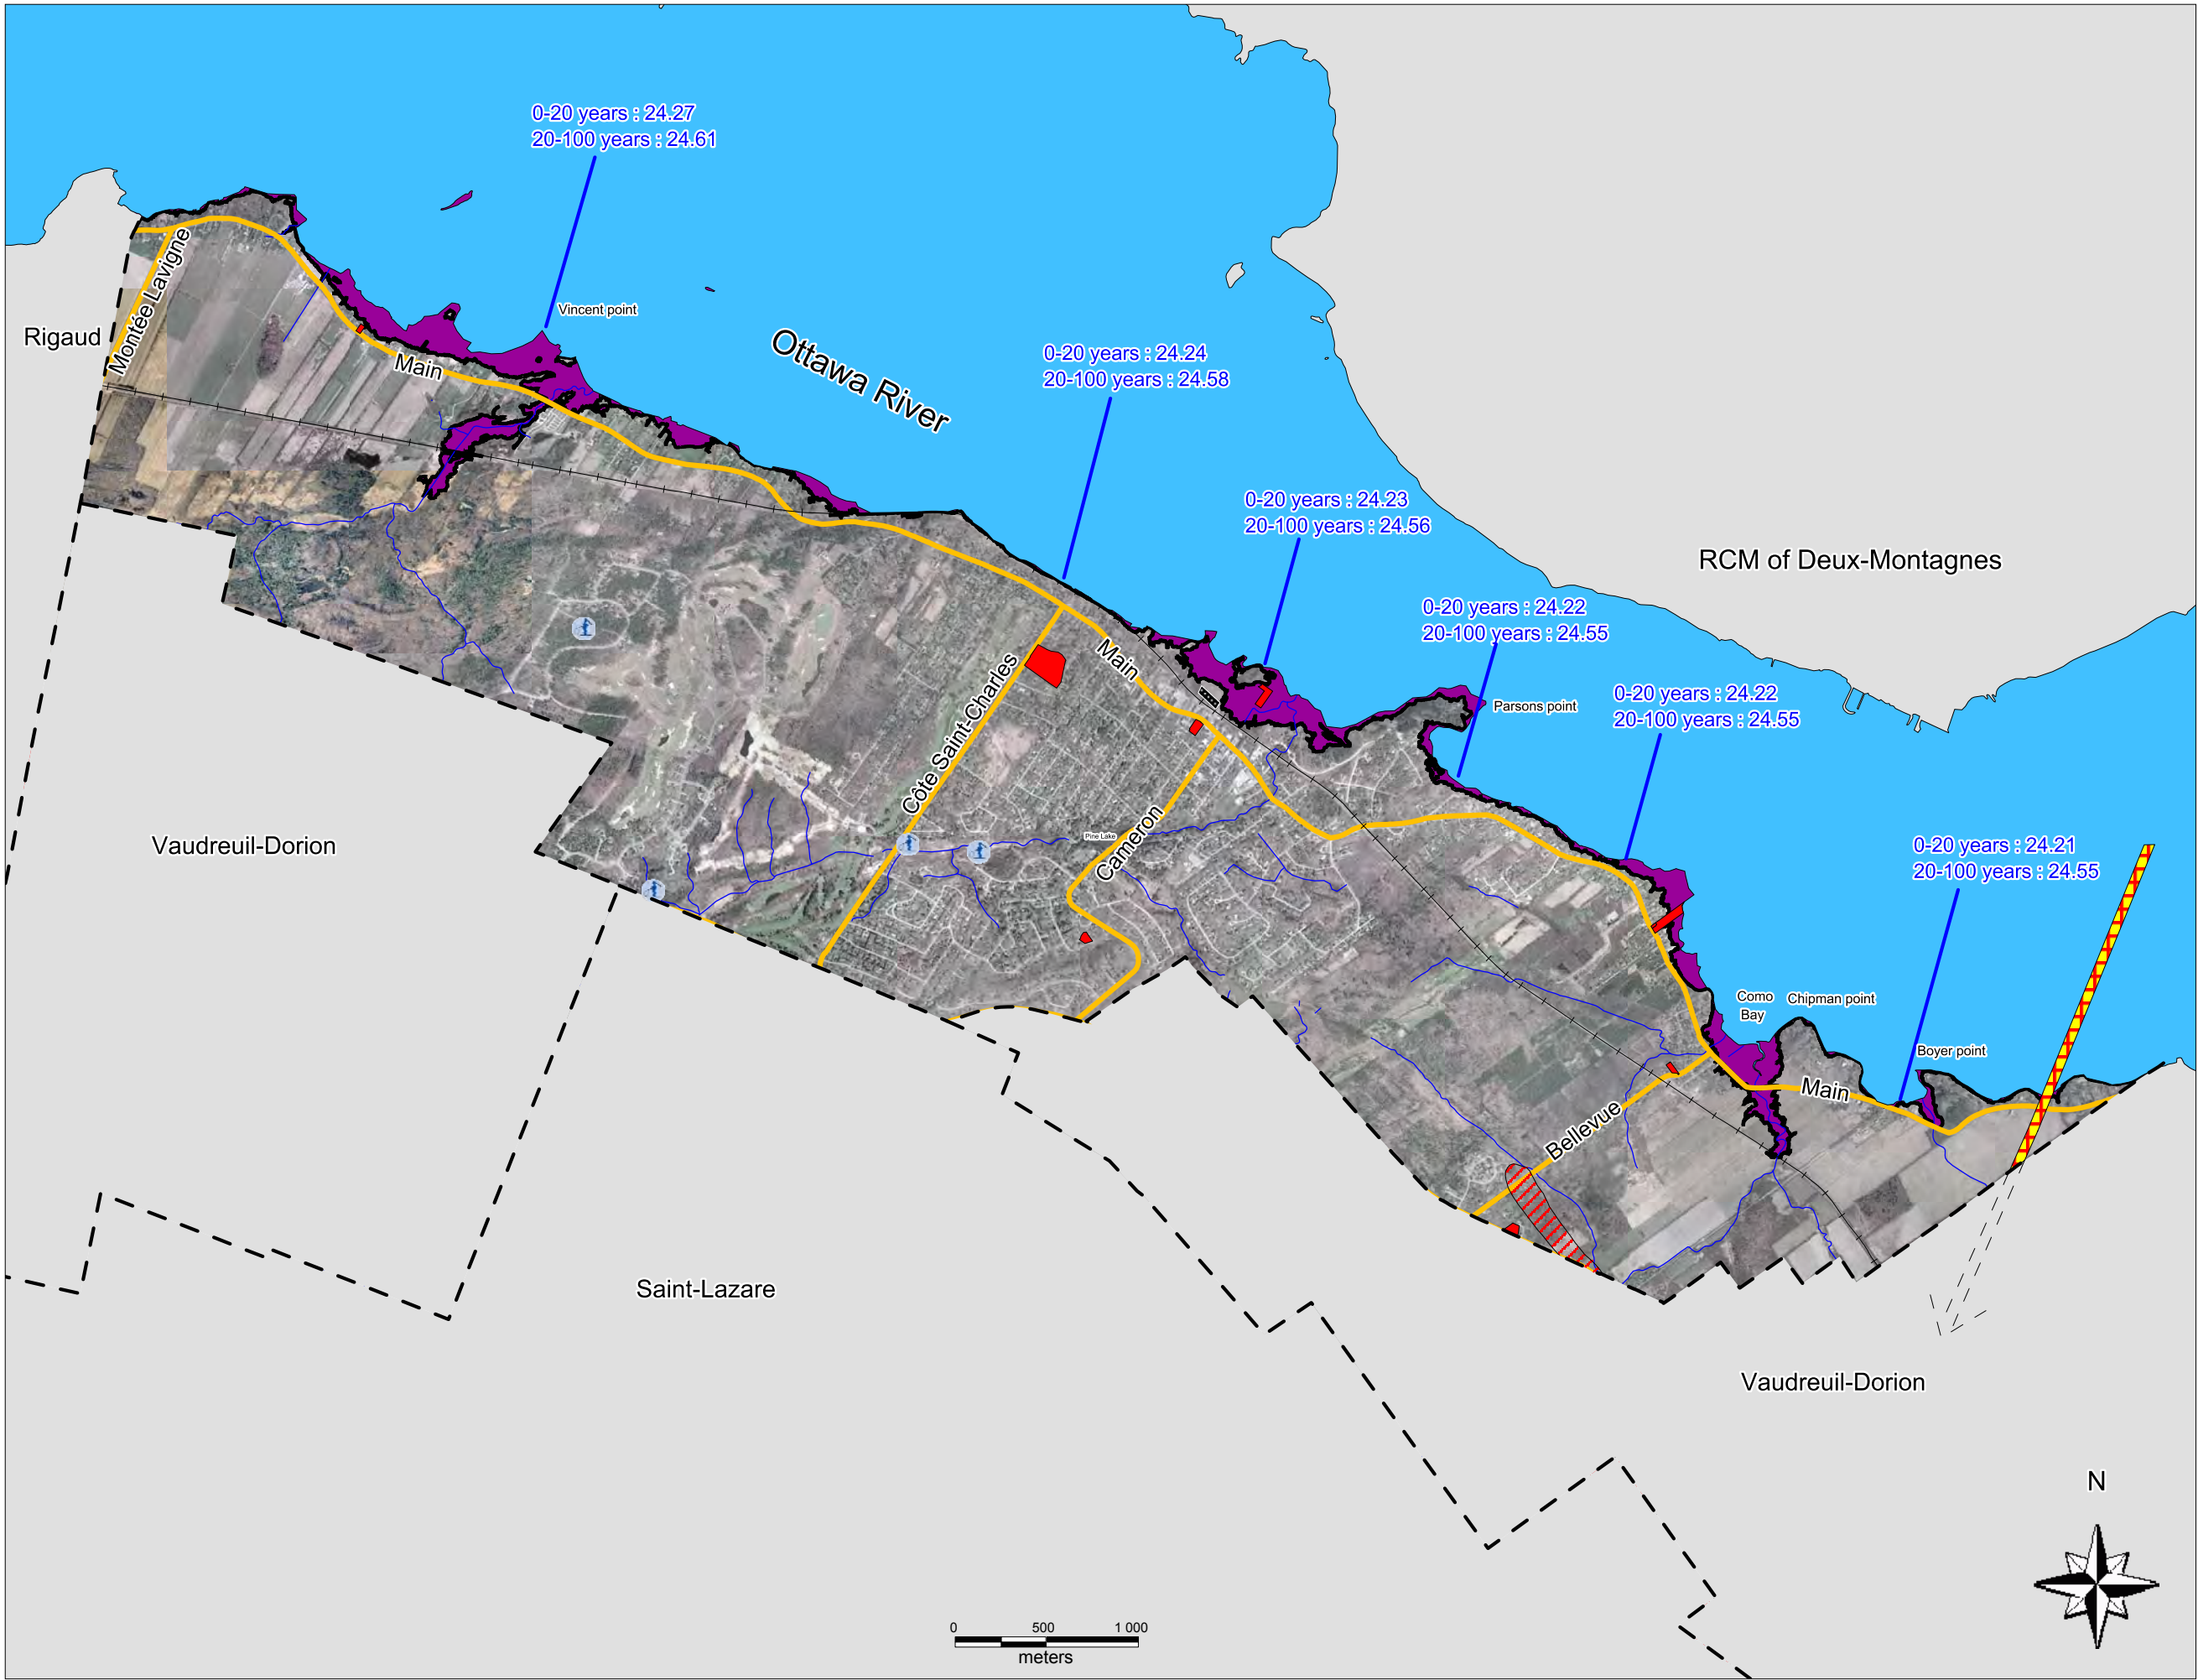 0-20 years : 24.27
20-100 years : 24.61
Vincent point
Rigaud
Montée Lavigne
Main
Ottawa River
0-20 years : 24.24
20-100 years : 24.58
0-20 years : 24.23
20-100 years : 24.56
RCM of Deux-Montagnes
0-20 years : 24.22
20-100 years : 24.55
Main
Parsons point
0-20 years : 24.22
20-100 years : 24.55
Côte Saint-Charles
Vaudreuil-Dorion
Pine Lake
Cameron
0-20 years : 24.21
20-100 years : 24.55
Como
Bay
Chipman point
Boyer point
Main
Bellevue
Saint-Lazare
Vaudreuil-Dorion
N
0 500 1 000
meters